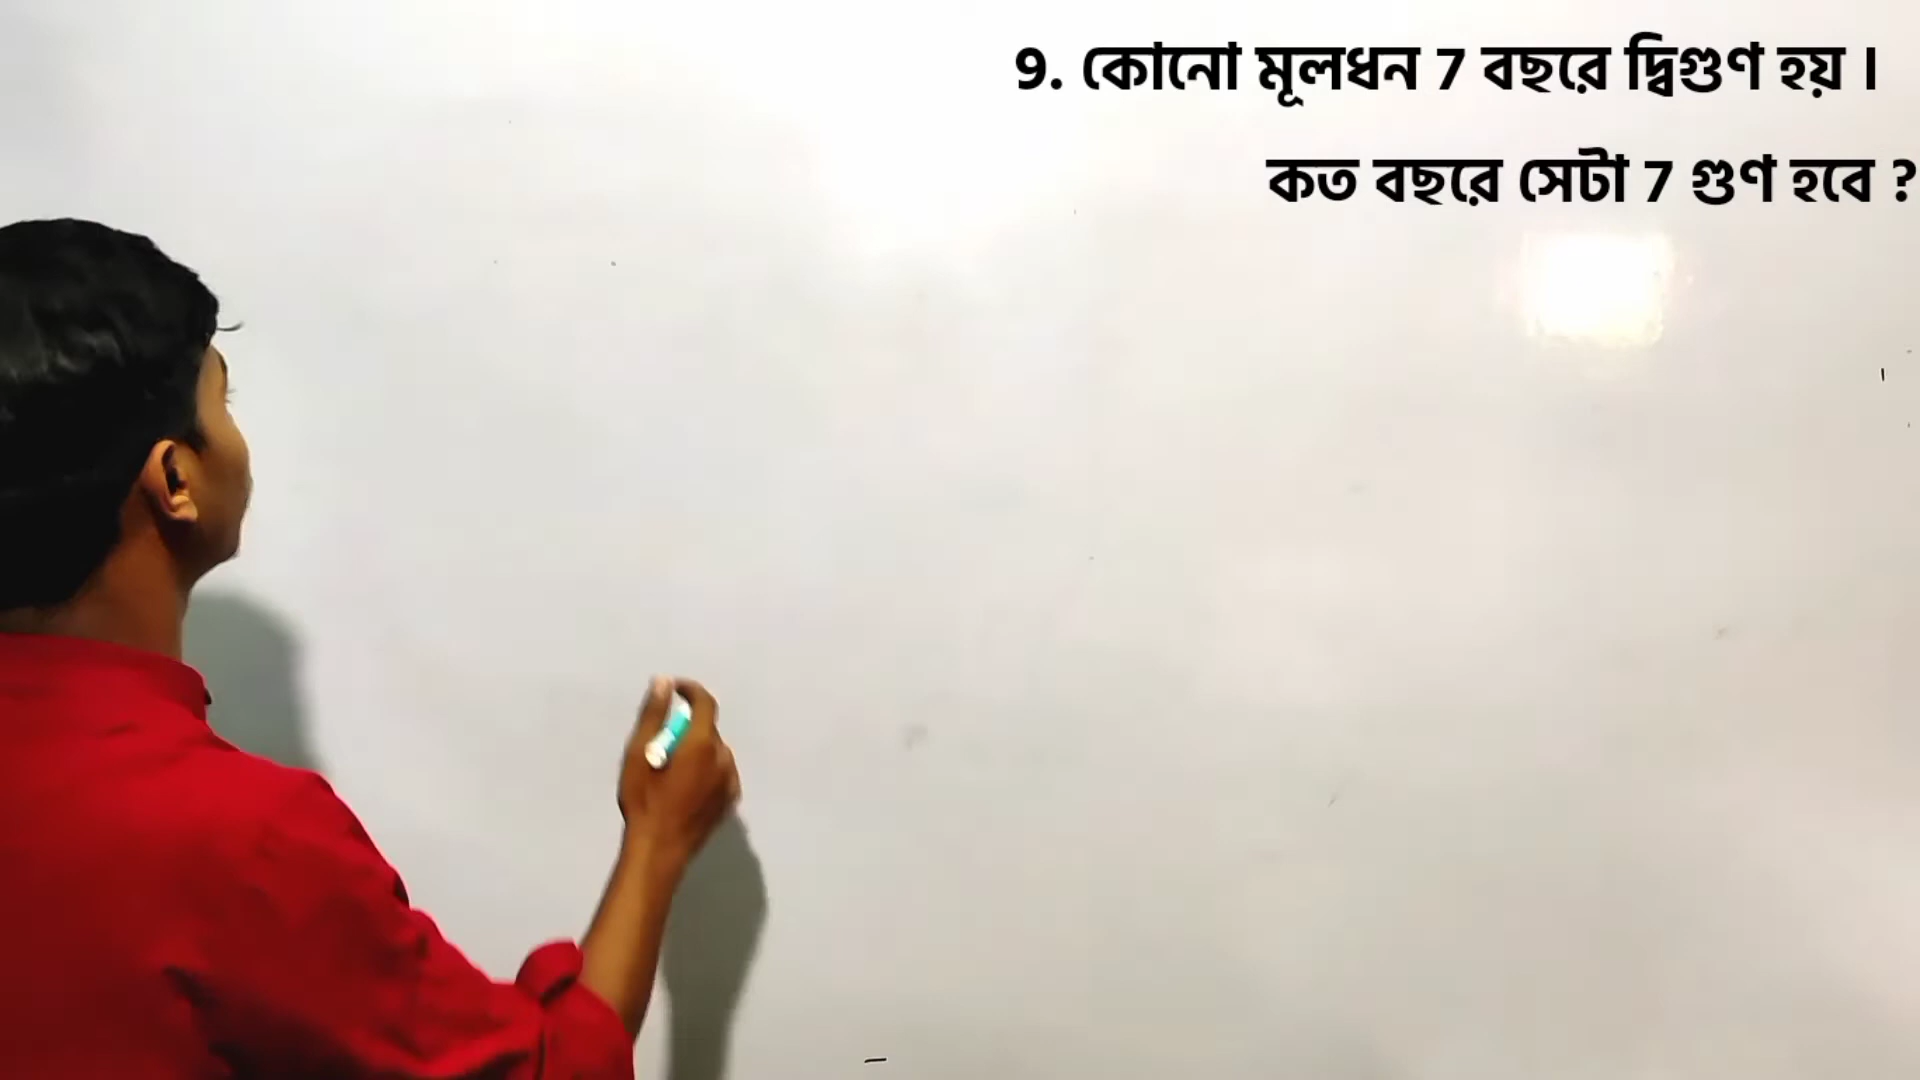 9. কোনো মূলধন 7 বছরে দ্বিগুণ হয় ।
কত বছরে সেটা 7 গুণ হবে ?